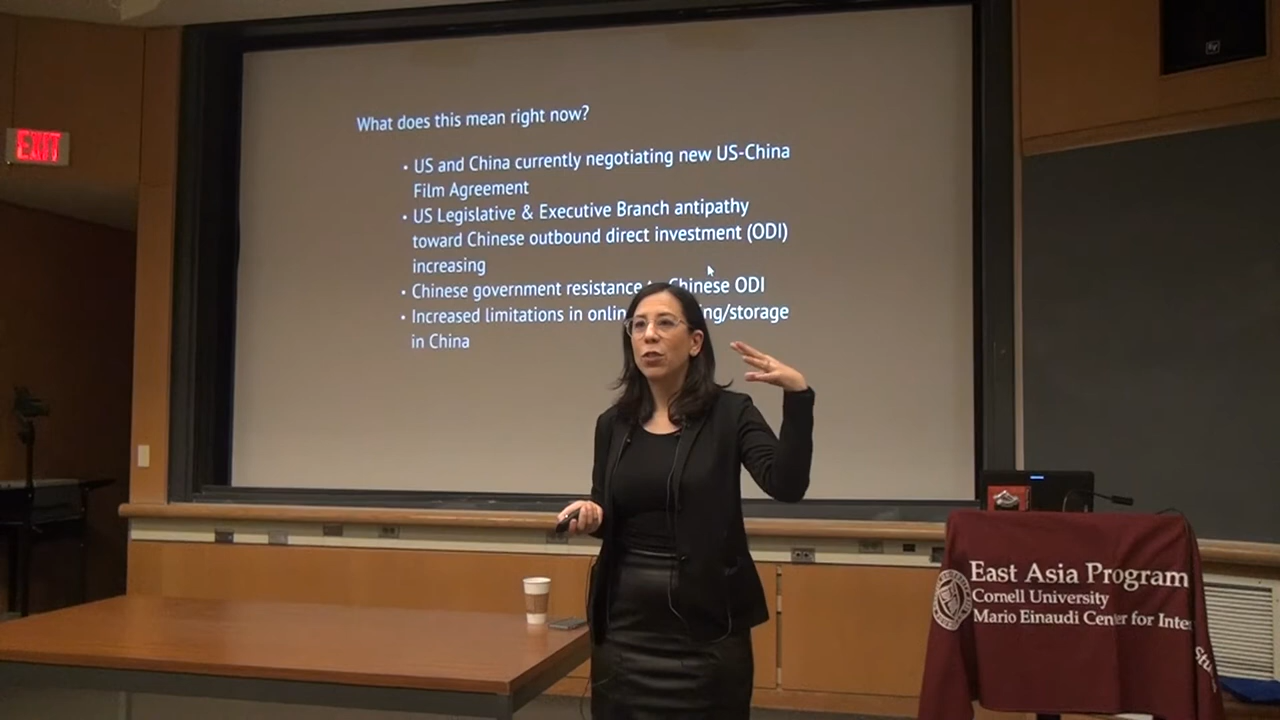 EXIT
What does this mean right now?
• US and China currently negotiating new US-China
Film Agreement
• US Legislative & Executive Branch antipathy
toward Chinese outbound direct investment (ODI)
increasing
• Chinese government resistance Chinese ODI
• Increased limitations in /storage
in China
East Asia Program
Cornell University
Mario Einaudi Center for Inte
Stu